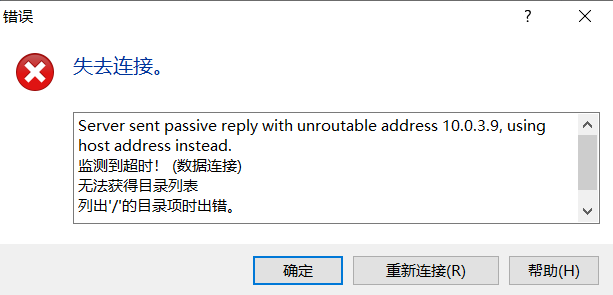 错误
?
失去连接。
Server sent passive reply with unroutable address 10.0.3.9, using
host address instead.
监测到超时! (数据连接)
无法获得目录列表
列出'/'的目录项时出错。
确定
重新连接(R)
帮助(H)